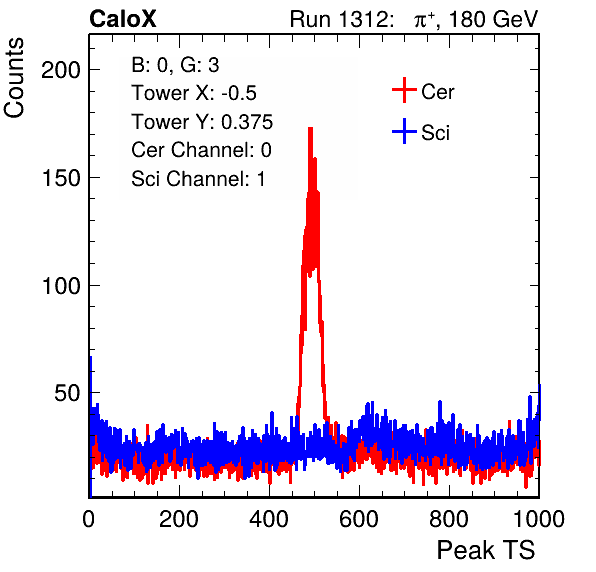 CaloX Run 1312: π⁺, 180 GeV
Counts
200
150
100
50
B: 0, G: 3
Tower X: -0.5
Tower Y: 0.375
Cer Channel: 0
Sci Channel: 1
Cer
Sci
0 200 400 600 800 1000
Peak TS